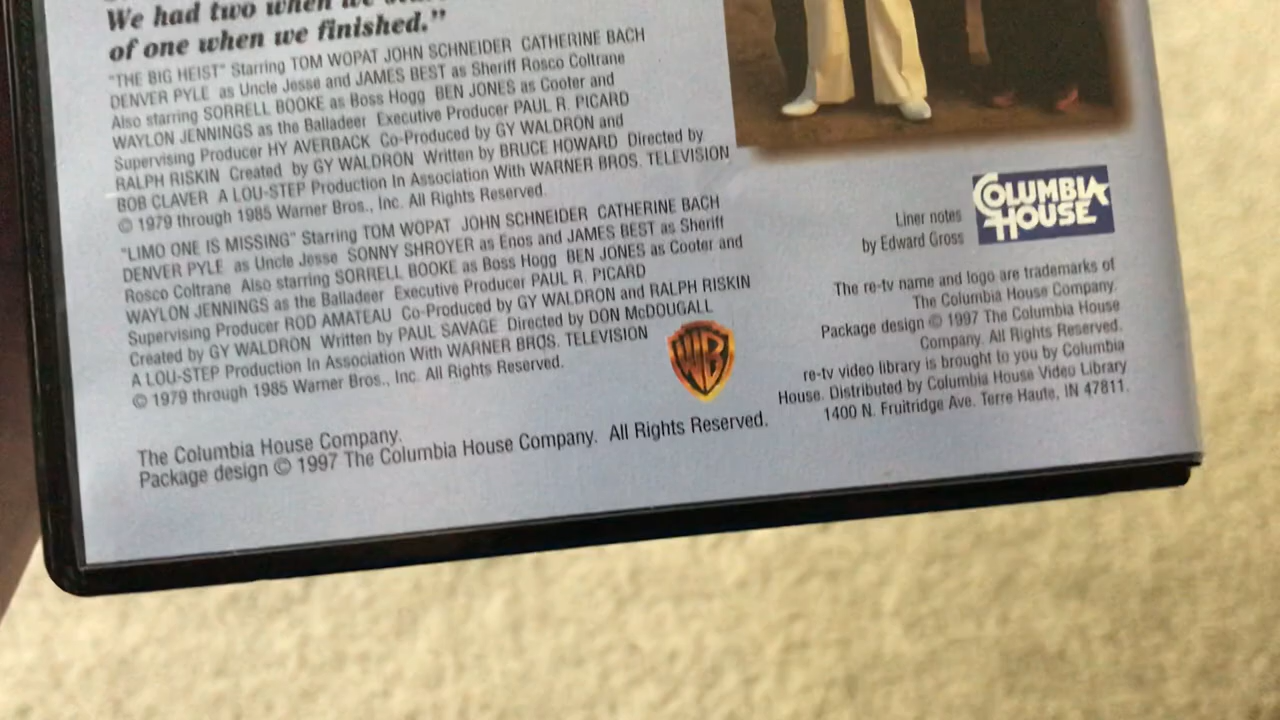 We had two when we
of one when we finished."
"THE BIG HEIST" Starring TOM WOPAT JOHN SCHNEIDER CATHERINE BACH
DENVER PYLE as Uncle Jesse and JAMES BEST as Sheriff Rosco Coltrane
Also starring SORRELL BOOKE as Boss Hogg BEN JONES as Cooter and
WAYLON JENNINGS as the Balladeer Executive Producer PAUL R. PICARD
Supervising Producer HY AVERBACK Co-Produced by GY WALDRON and
RALPH RISKIN Created by GY WALDRON Written by BRUCE HOWARD Directed by
BOB CLAVER A LOU-STEP Production In Association With WARNER BROS. TELEVISION
© 1979 through 1985 Warner Bros., Inc. All Rights Reserved.
"LIMO ONE IS MISSING" Starring TOM WOPAT JOHN SCHNEIDER CATHERINE BACH
DENVER PYLE as Uncle Jesse SONNY SHROYER as Enos and JAMES BEST as Sheriff
Rosco Coltrane Also starring SORRELL BOOKE as Boss Hogg BEN JONES as Cooter and
WAYLON JENNINGS as the Balladeer Executive Producer PAUL R. PICARD
Supervising Producer ROD AMATEAU Co-Produced by GY WALDRON and RALPH RISKIN
Created by GY WALDRON Written by PAUL SAVAGE Directed by DON McDOUGALL
A LOU-STEP Production In Association With WARNER BROS. TELEVISION
© 1979 through 1985 Warner Bros., Inc. All Rights Reserved.
WB
The Columbia House Company.
Package design © 1997 The Columbia House Company. All Rights Reserved.
Liner notes
by Edward Gross
COLUMBIA
HOUSE
The re-tv name and logo are trademarks of
The Columbia House Company.
Package design © 1997 The Columbia House
Company. All Rights Reserved.
re-tv video library is brought to you by Columbia
House. Distributed by Columbia House Video Library
1400 N. Fruitridge Ave. Terre Haute, IN 47811.